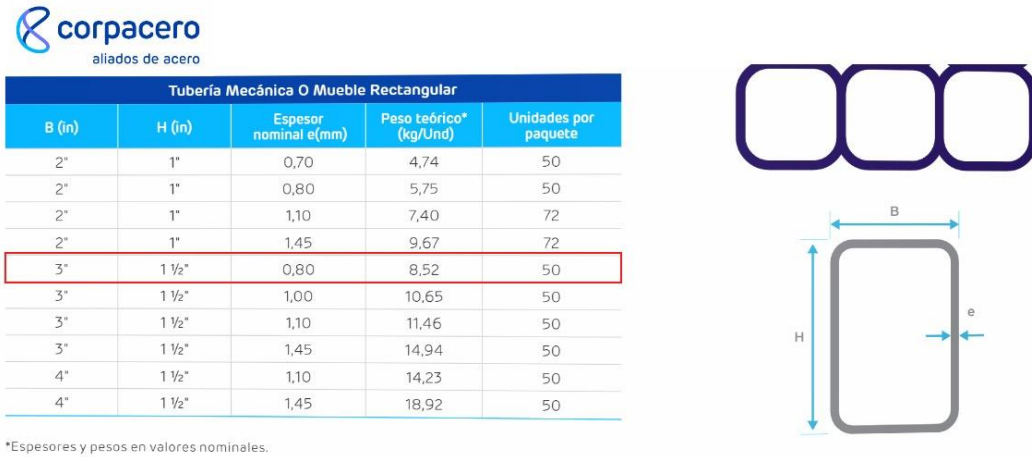 corpacero
aliados de acero
Tubería Mecánica O Mueble Rectangular
B (in) H (in) Espesor nominal e(mm) Peso teórico* (kg/Und) Unidades por paquete
2" 1" 0,70 4,74 50
2" 1" 0,80 5,75 50
2" 1" 1,10 7,40 72
2" 1" 1,45 9,67 72
3" 1 ½" 0,80 8,52 50
3" 1 ½" 1,00 10,65 50
3" 1 ½" 1,10 11,46 50
3" 1 ½" 1,45 14,94 50
4" 1 ½" 1,10 14,23 50
4" 1 ½" 1,45 18,92 50
*Espesores y pesos en valores nominales.
B
H
e